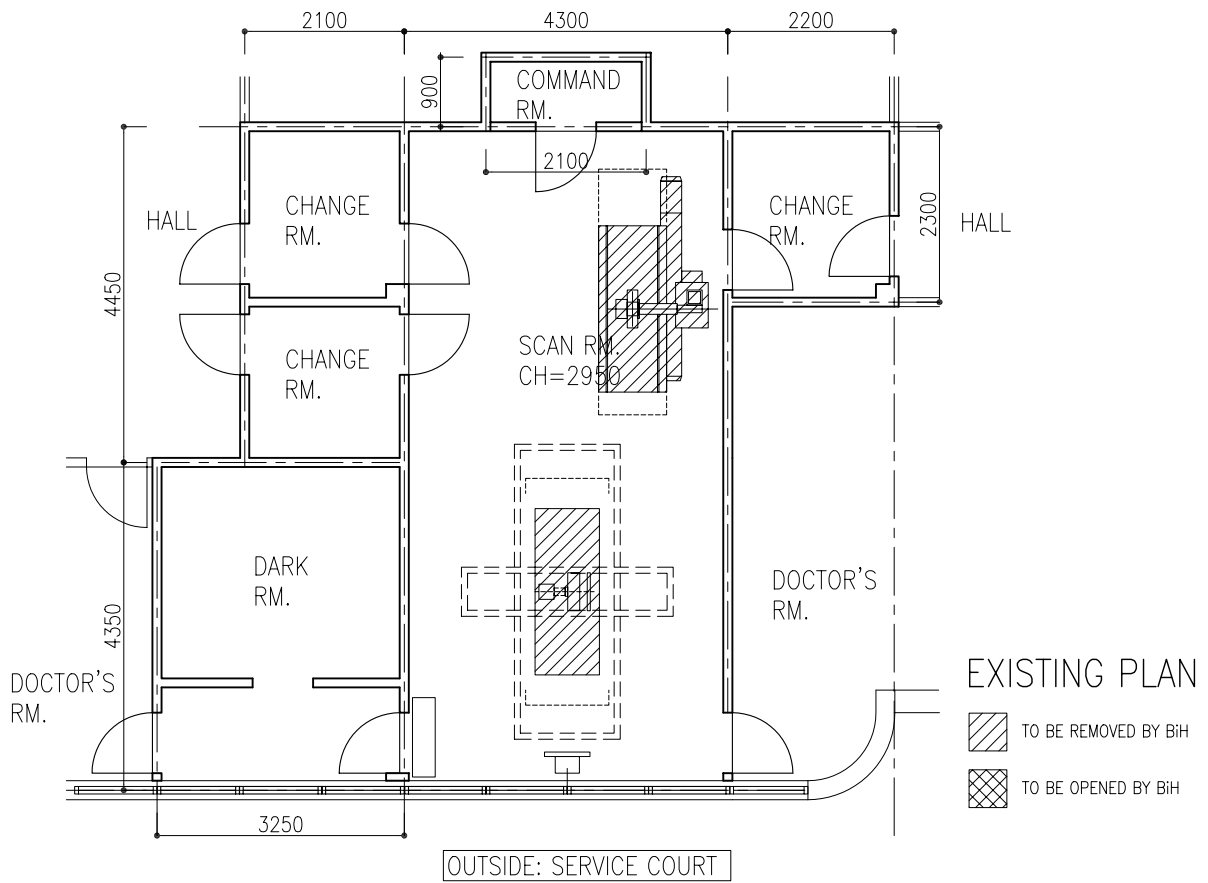 2100
4300
2200
900
COMMAND
RM.
2100
HALL
CHANGE
RM.
CHANGE
RM.
2300
HALL
4450
CHANGE
RM.
SCAN RM.
CH=2950
DARK
RM.
DOCTOR'S
RM.
4350
DOCTOR'S
RM.
EXISTING PLAN
TO BE REMOVED BY BiH
TO BE OPENED BY BiH
3250
OUTSIDE: SERVICE COURT